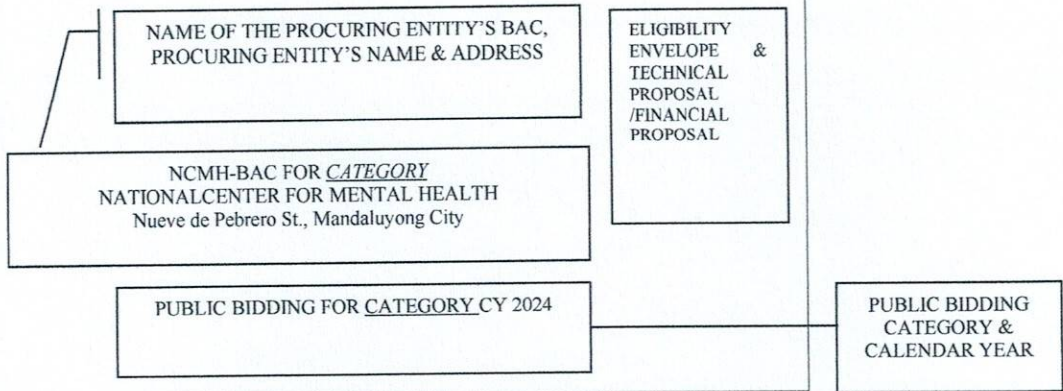 NAME OF THE PROCURING ENTITY'S BAC,
PROCURING ENTITY'S NAME & ADDRESS
ELIGIBILITY
ENVELOPE &
TECHNICAL
PROPOSAL
/FINANCIAL
PROPOSAL
NCMH-BAC FOR CATEGORY
NATIONALCENTER FOR MENTAL HEALTH
Nueve de Pebrero St., Mandaluyong City
PUBLIC BIDDING FOR CATEGORY CY 2024
PUBLIC BIDDING
CATEGORY &
CALENDAR YEAR